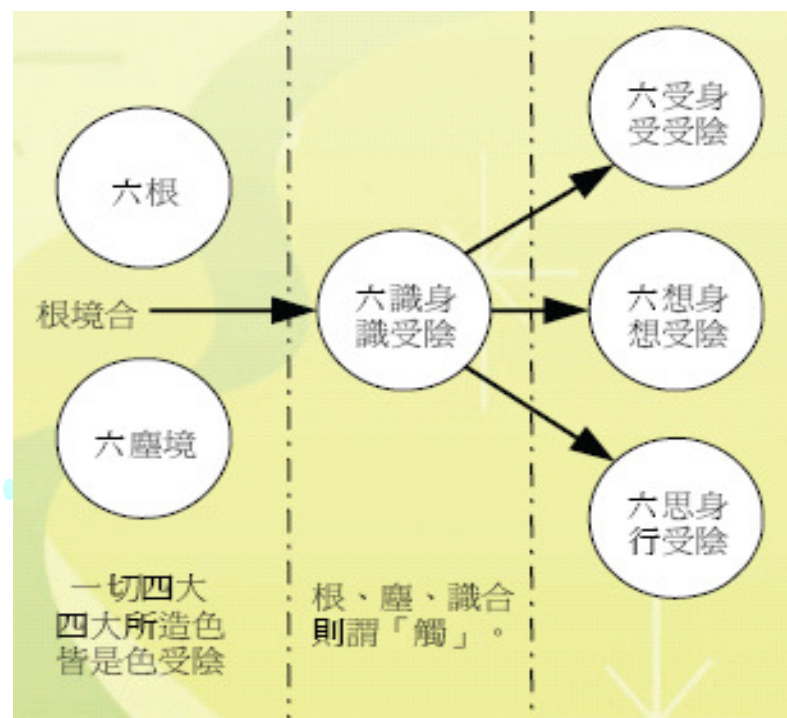 六根
根境合
六塵境
一切四大
四大所造色
皆是色受陰
六識身
識受陰
根、塵、識合
則謂「觸」。
六受身
受受陰
六想身
想受陰
六思身
行受陰